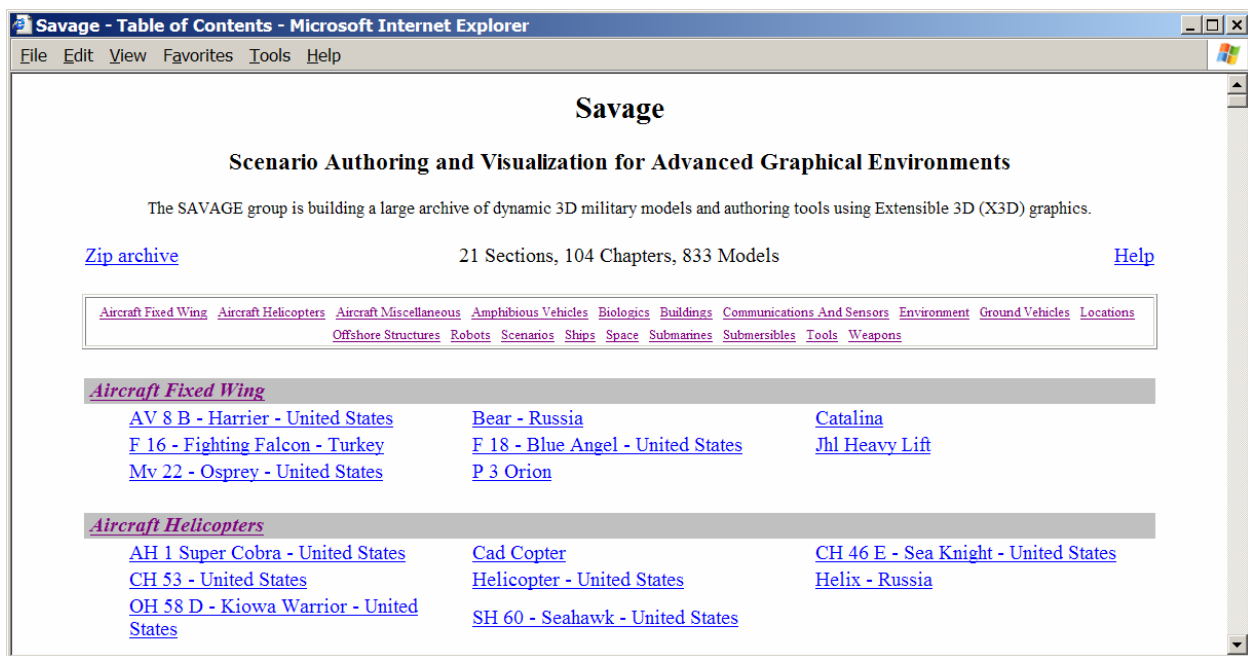 Savage - Table of Contents - Microsoft Internet Explorer
File Edit View Favorites Tools Help
Savage
Scenario Authoring and Visualization for Advanced Graphical Environments
The SAVAGE group is building a large archive of dynamic 3D military models and authoring tools using Extensible 3D (X3D) graphics.
Zip archive 21 Sections, 104 Chapters, 833 Models Help
Aircraft Fixed Wing Aircraft Helicopters Aircraft Miscellaneous Amphibious Vehicles Biologics Buildings Communications And Sensors Environment Ground Vehicles Locations
Offshore Structures Robots Scenarios Ships Space Submarines Submersibles Tools Weapons
Aircraft Fixed Wing
AV 8 B - Harrier - United States Bear - Russia Catalina
F 16 - Fighting Falcon - Turkey F 18 - Blue Angel - United States Jhl Heavy Lift
Mv 22 - Osprey - United States P 3 Orion
Aircraft Helicopters
AH 1 Super Cobra - United States Cad Copter CH 46 E - Sea Knight - United States
CH 53 - United States Helicopter - United States Helix - Russia
OH 58 D - Kiowa Warrior - United
States
SH 60 - Seahawk - United States